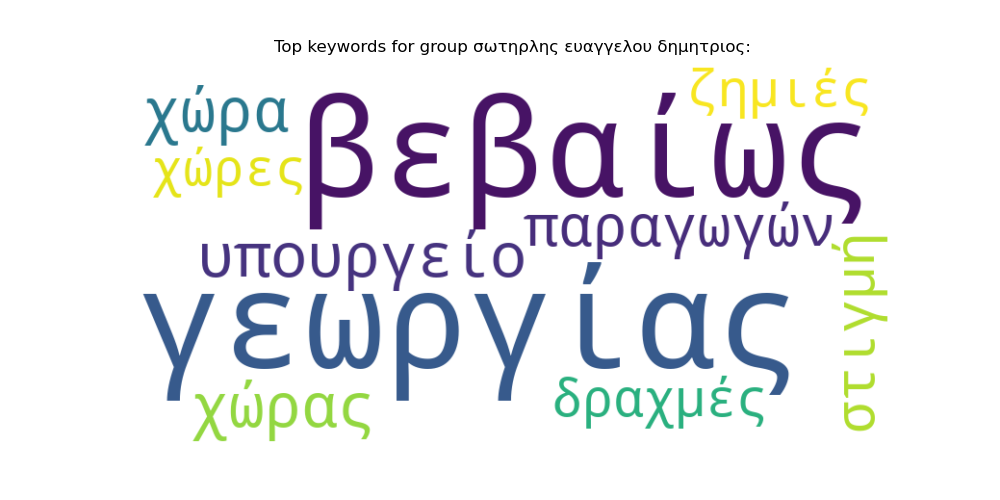 Top keywords for group σωτηρλης ευαγγελου δημητριος:
ζημιές
χώρα
βεβαίως
χώρες
παραγωγών
υπουργείο
στιγμή
γεωργίας
χώρας
δραχμές